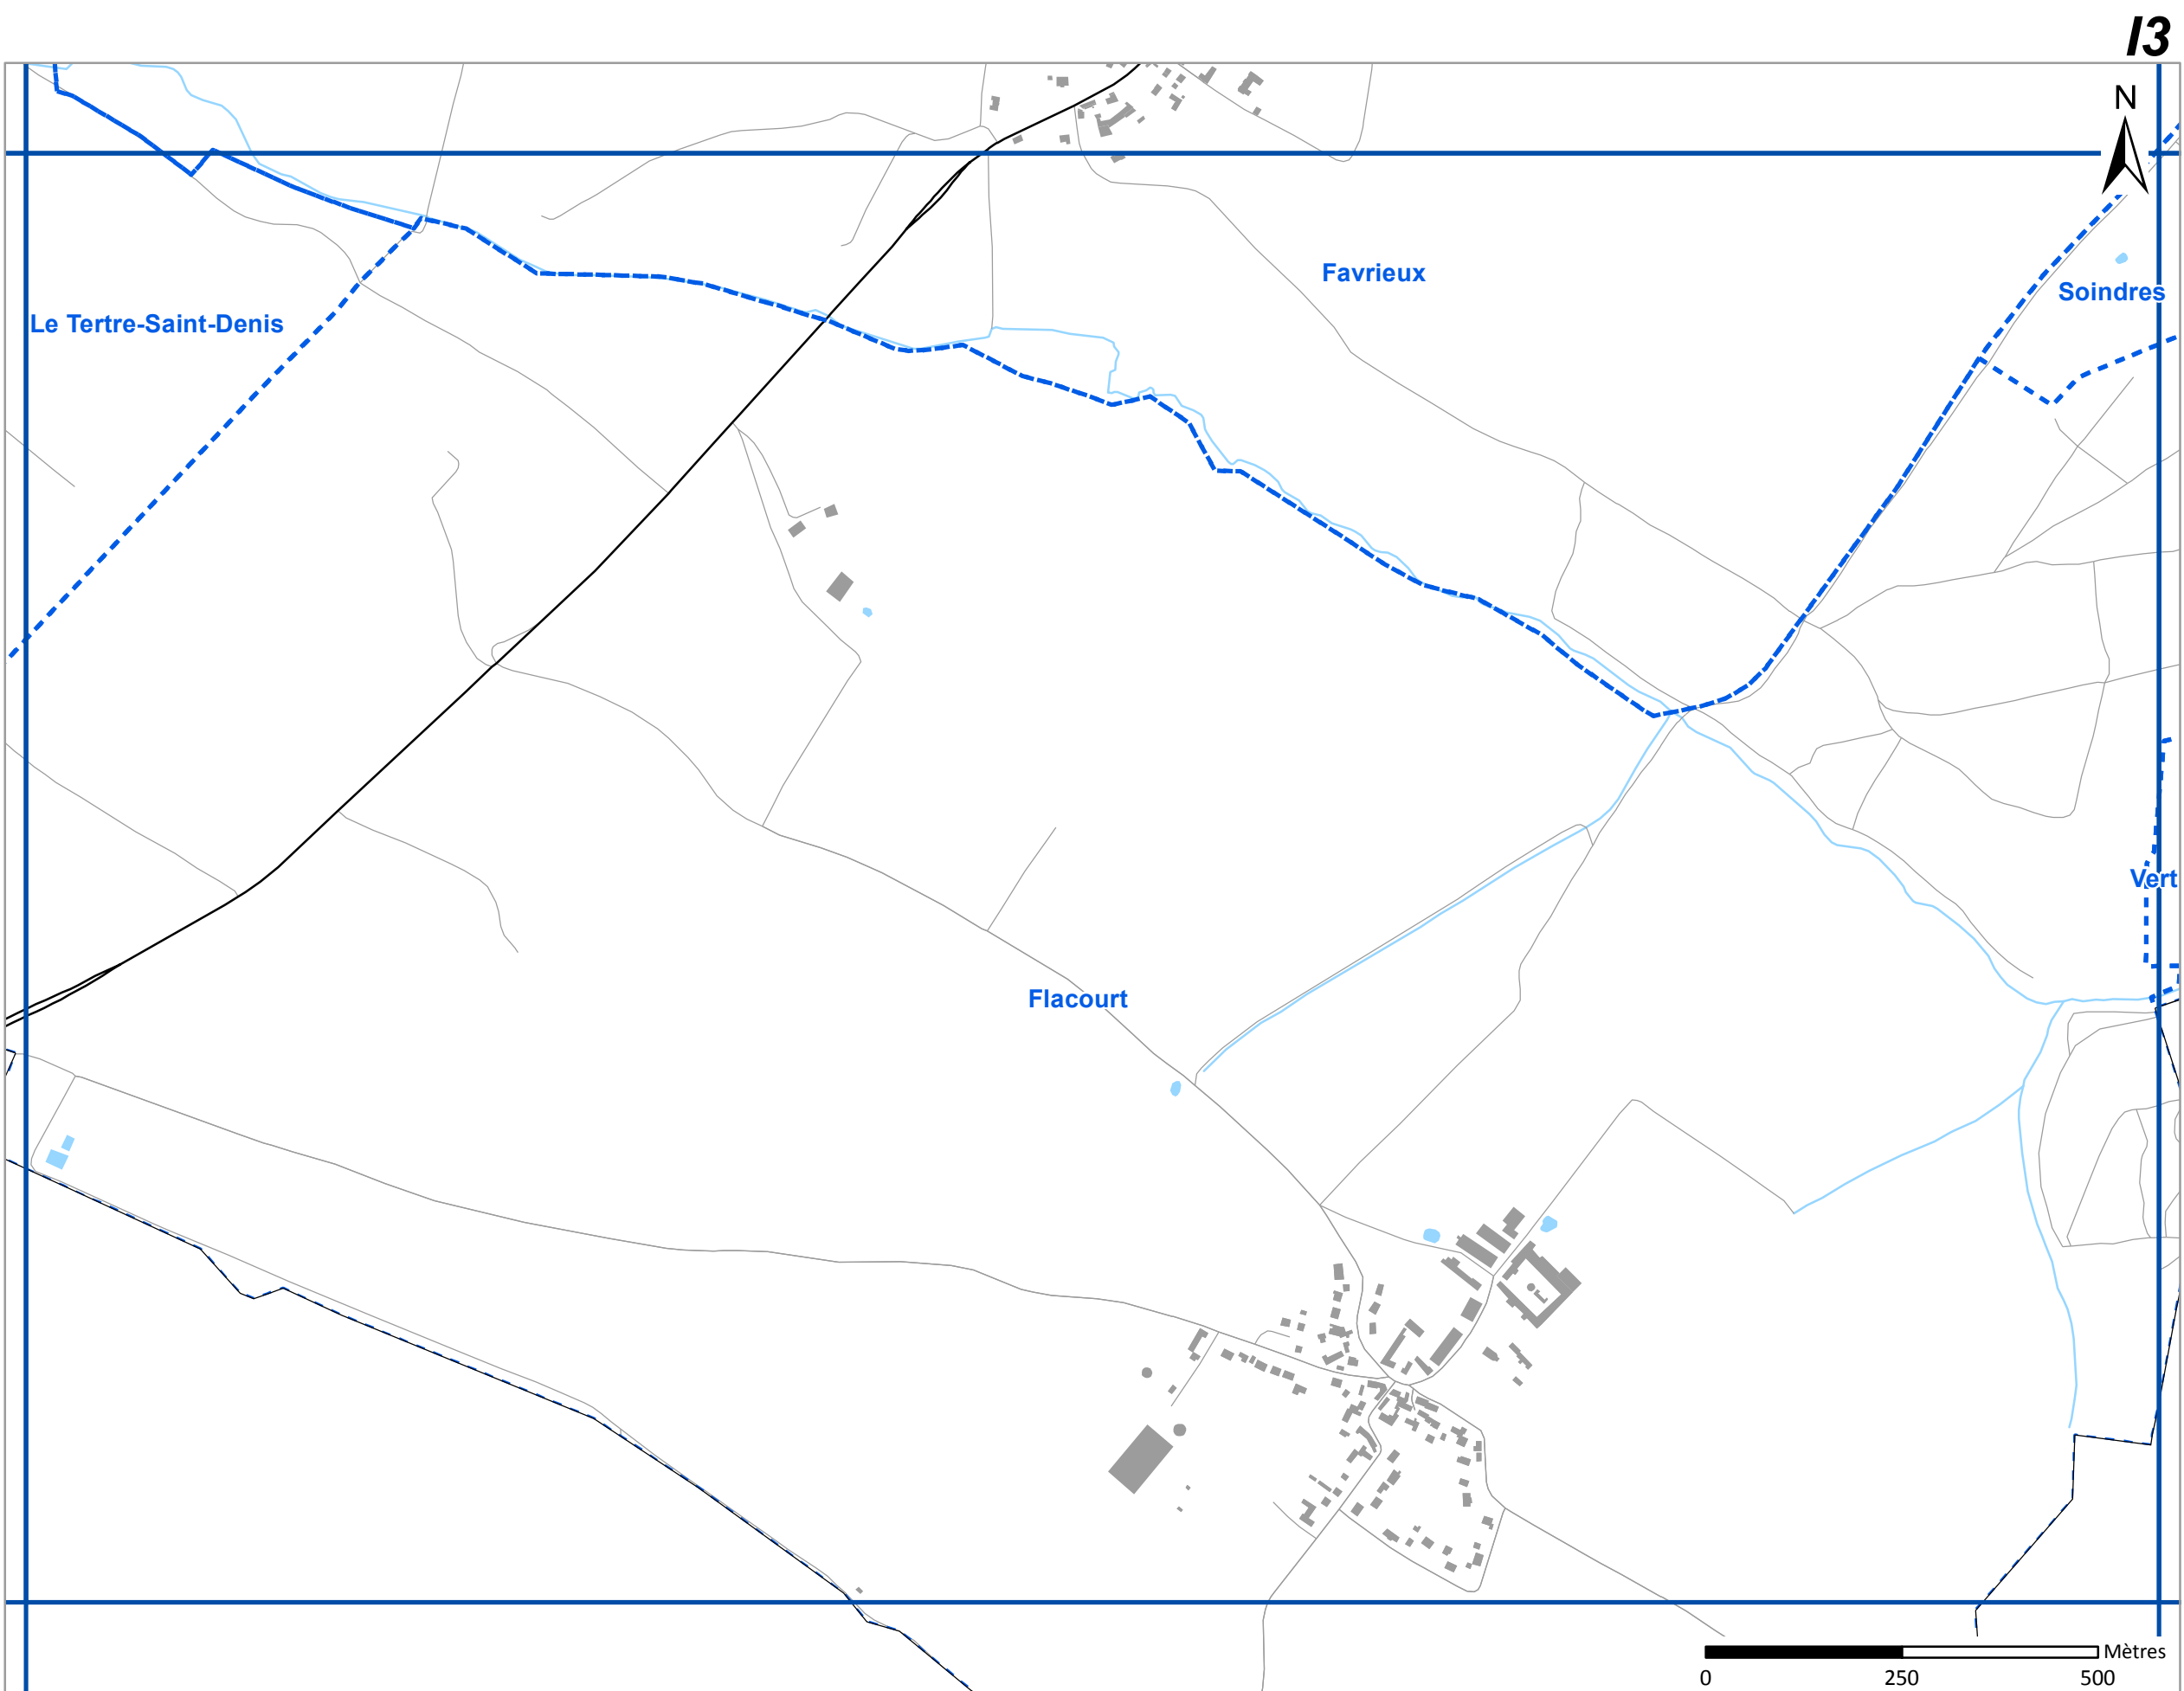 I3
N
Favrieux
Soindres
Le Tertre-Saint-Denis
Vert
Flacourt
Mètres
0 250 500